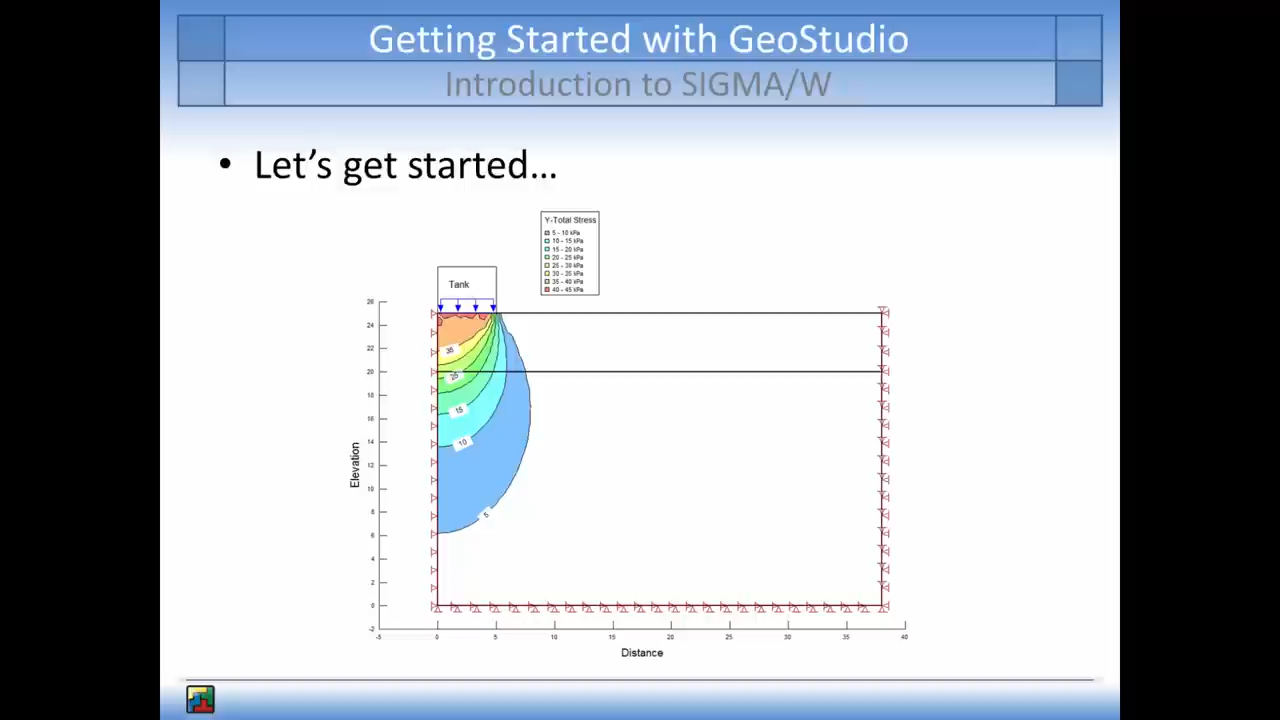 Getting Started with GeoStudio
Introduction to SIGMA/W
• Let's get started…
Y-Total Stress
5 - 10 kPa
10 - 15 kPa
15 - 20 kPa
20 - 25 kPa
25 - 30 kPa
30 - 35 kPa
35 - 40 kPa
40 - 45 kPa
Tank
26
24
22
20
18
16
14
12
10
8
6
4
2
0
-2
Elevation
35
25
15
10
5
-5
0
5
10
15
20
25
30
35
40
Distance